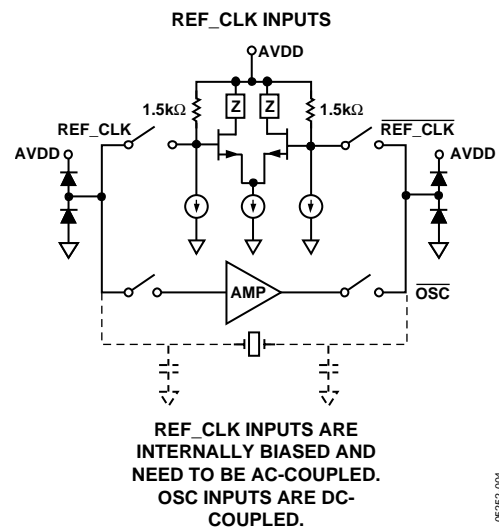 REF_CLK INPUTS
AVDD
1.5kΩ
Z
Z
1.5kΩ
REF_CLK
REF_CLK
AVDD
AVDD
AMP
OSC
REF_CLK INPUTS ARE
INTERNALLY BIASED AND
NEED TO BE AC-COUPLED.
OSC INPUTS ARE DC-
COUPLED.